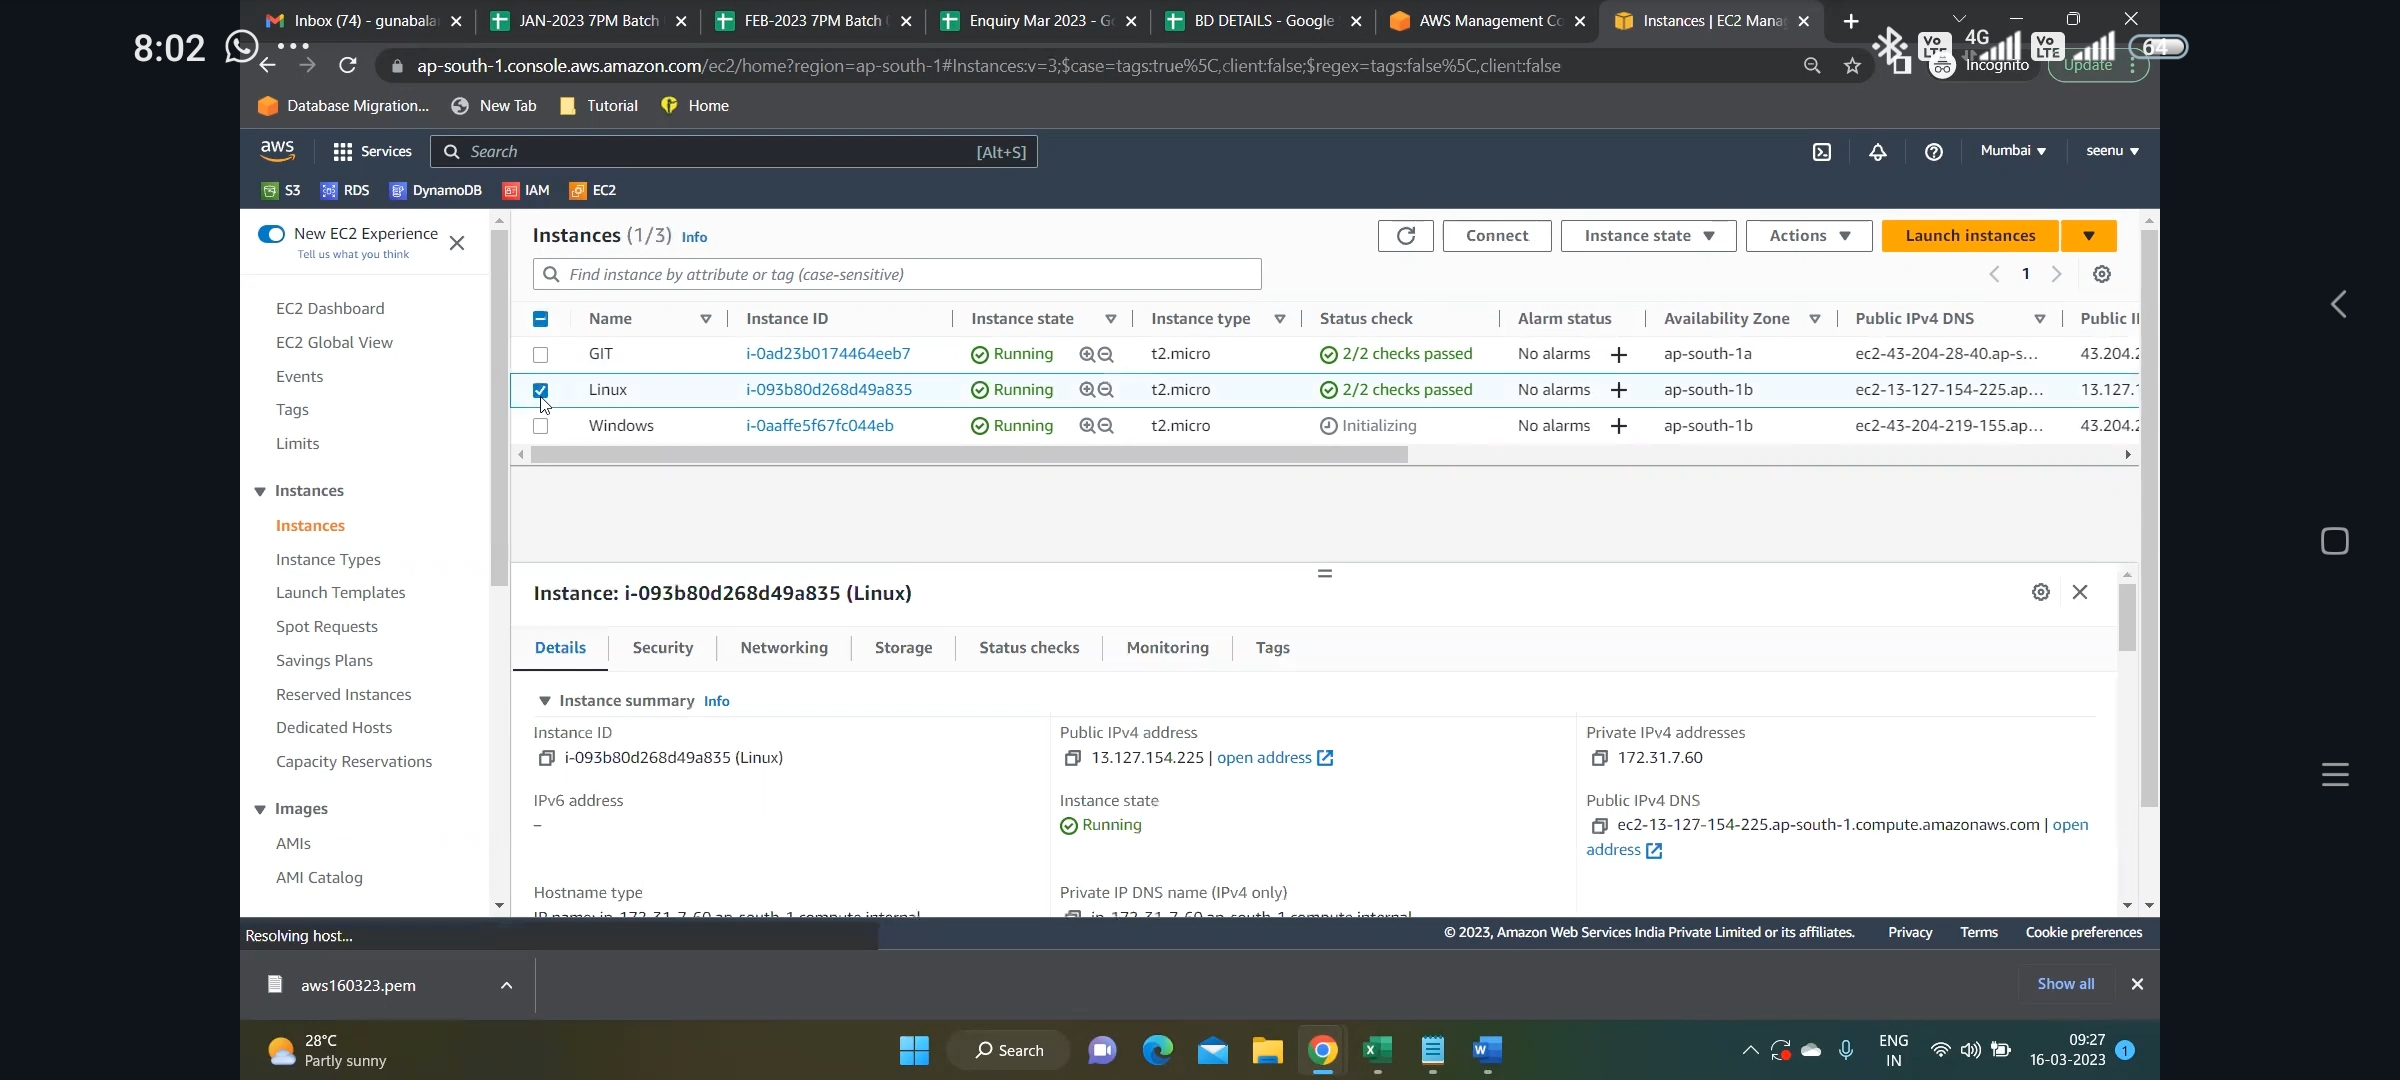 Inbox (74) - gunabala
JAN-2023 7PM Batch
FEB-2023 7PM Batch
Enquiry Mar 2023 - G
BD DETAILS - Google
AWS Management Co
Instances | EC2 Mana
8:02
4G
64
ap-south-1.console.aws.amazon.com/ec2/home?region=ap-south-1#Instances:v=3;$case=tags:true%5C,client:false;$regex=tags:false%5C,client:false
Incognito
Update
Database Migration...
New Tab
Tutorial
Home
aws
Services
Search
[Alt+S]
Mumbai
seenu
S3
RDS
DynamoDB
IAM
EC2
New EC2 Experience
Tell us what you think
EC2 Dashboard
EC2 Global View
Events
Tags
Limits
Instances
Instances
Instance Types
Launch Templates
Spot Requests
Savings Plans
Reserved Instances
Dedicated Hosts
Capacity Reservations
Images
AMIs
AMI Catalog
Instances (1/3) Info
Connect
Instance state
Actions
Launch instances
Find instance by attribute or tag (case-sensitive)
1
Name Instance ID Instance state Instance type Status check Alarm status Availability Zone Public IPv4 DNS
GIT i-0ad23b0174464eeb7 Running t2.micro 2/2 checks passed No alarms + ap-south-1a ec2-43-204-28-40.ap-s...
Linux i-093b80d268d49a835 Running t2.micro 2/2 checks passed No alarms + ap-south-1b ec2-13-127-154-225.ap...
Windows i-0aaffe5f67fc044eb Running t2.micro Initializing No alarms + ap-south-1b ec2-43-204-219-155.ap...
Instance: i-093b80d268d49a835 (Linux)
Details Security Networking Storage Status checks Monitoring Tags
Instance summary Info
Instance ID
i-093b80d268d49a835 (Linux)
Public IPv4 address
13.127.154.225 | open address
Private IPv4 addresses
172.31.7.60
IPv6 address
–
Instance state
Running
Public IPv4 DNS
ec2-13-127-154-225.ap-south-1.compute.amazonaws.com | open
address
Hostname type
Private IP DNS name (IPv4 only)
Resolving host...
© 2023, Amazon Web Services India Private Limited or its affiliates.
Privacy
Terms
Cookie preferences
aws160323.pem
Show all
28°C
Partly sunny
Search
ENG
IN
09:27
16-03-2023
1